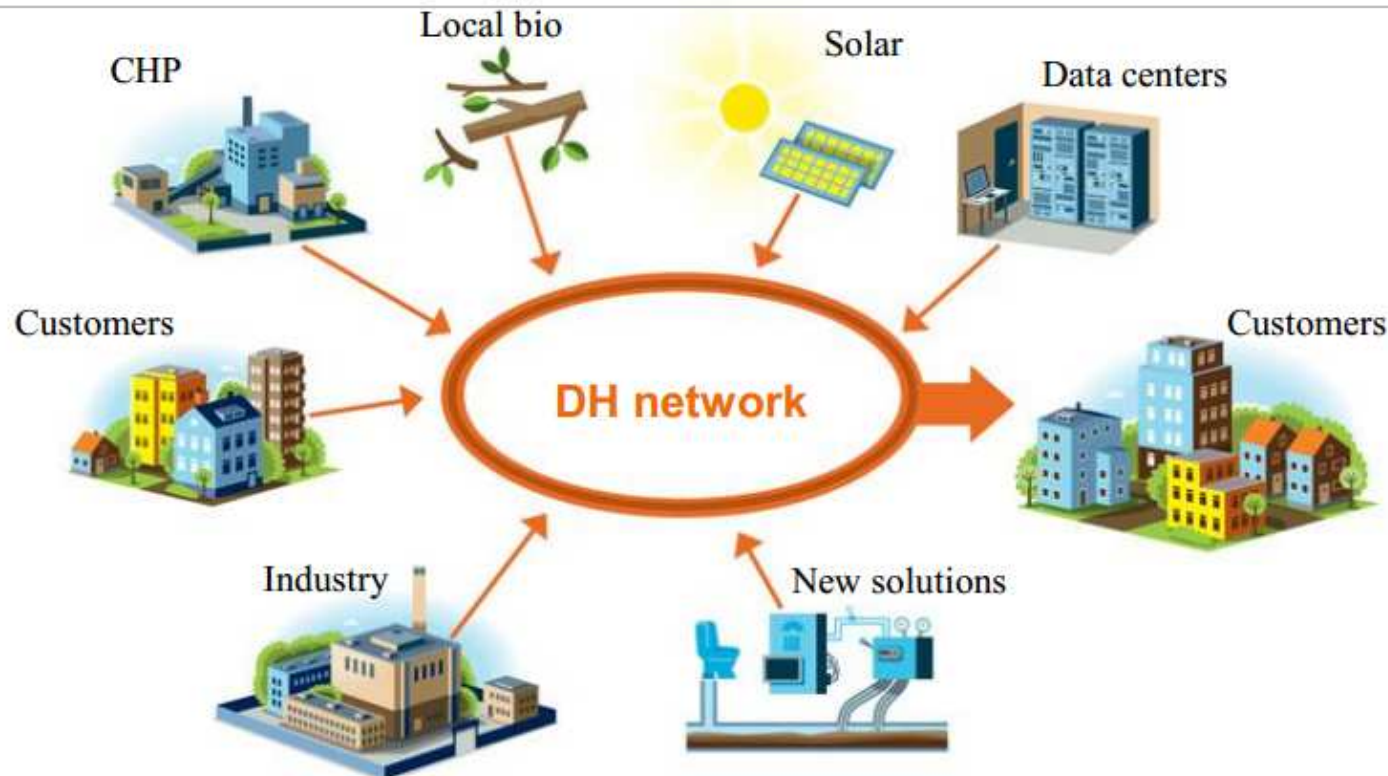 Local bio
Solar
CHP
Data centers
Customers
Customers
DH network
Industry
New solutions